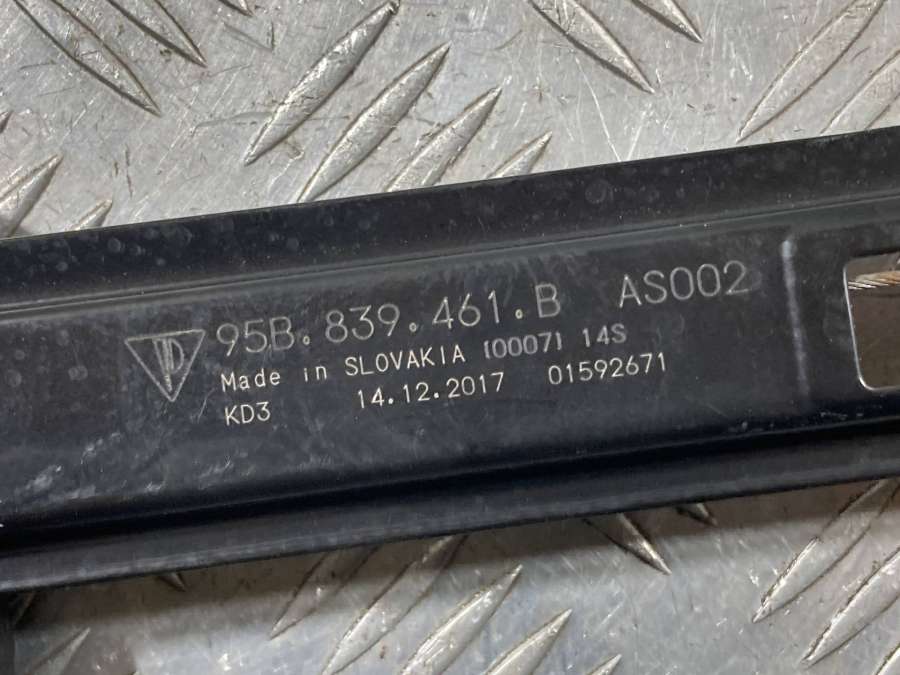 95B.839.461.B AS002
Made in SLOVAKIA (0007) 14S
KD3 14.12.2017 01592671